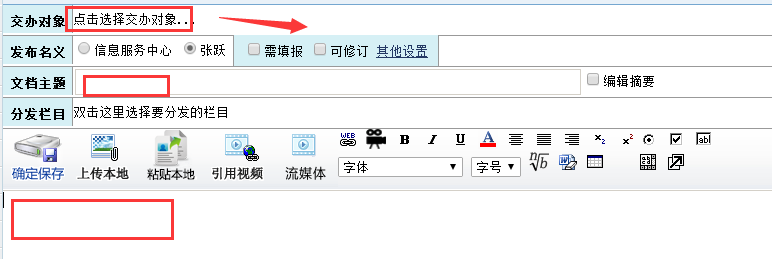 交办对象 点击选择交办对象...
发布名义 信息服务中心 张跃 需填报 可修订 其他设置
文档主题 编辑摘要
分发栏目 双击这里选择要分发的栏目
WEB B I U A x₂ x² abl
确定保存 上传本地 粘贴本地 引用视频 流媒体 字体 字号 n√b W